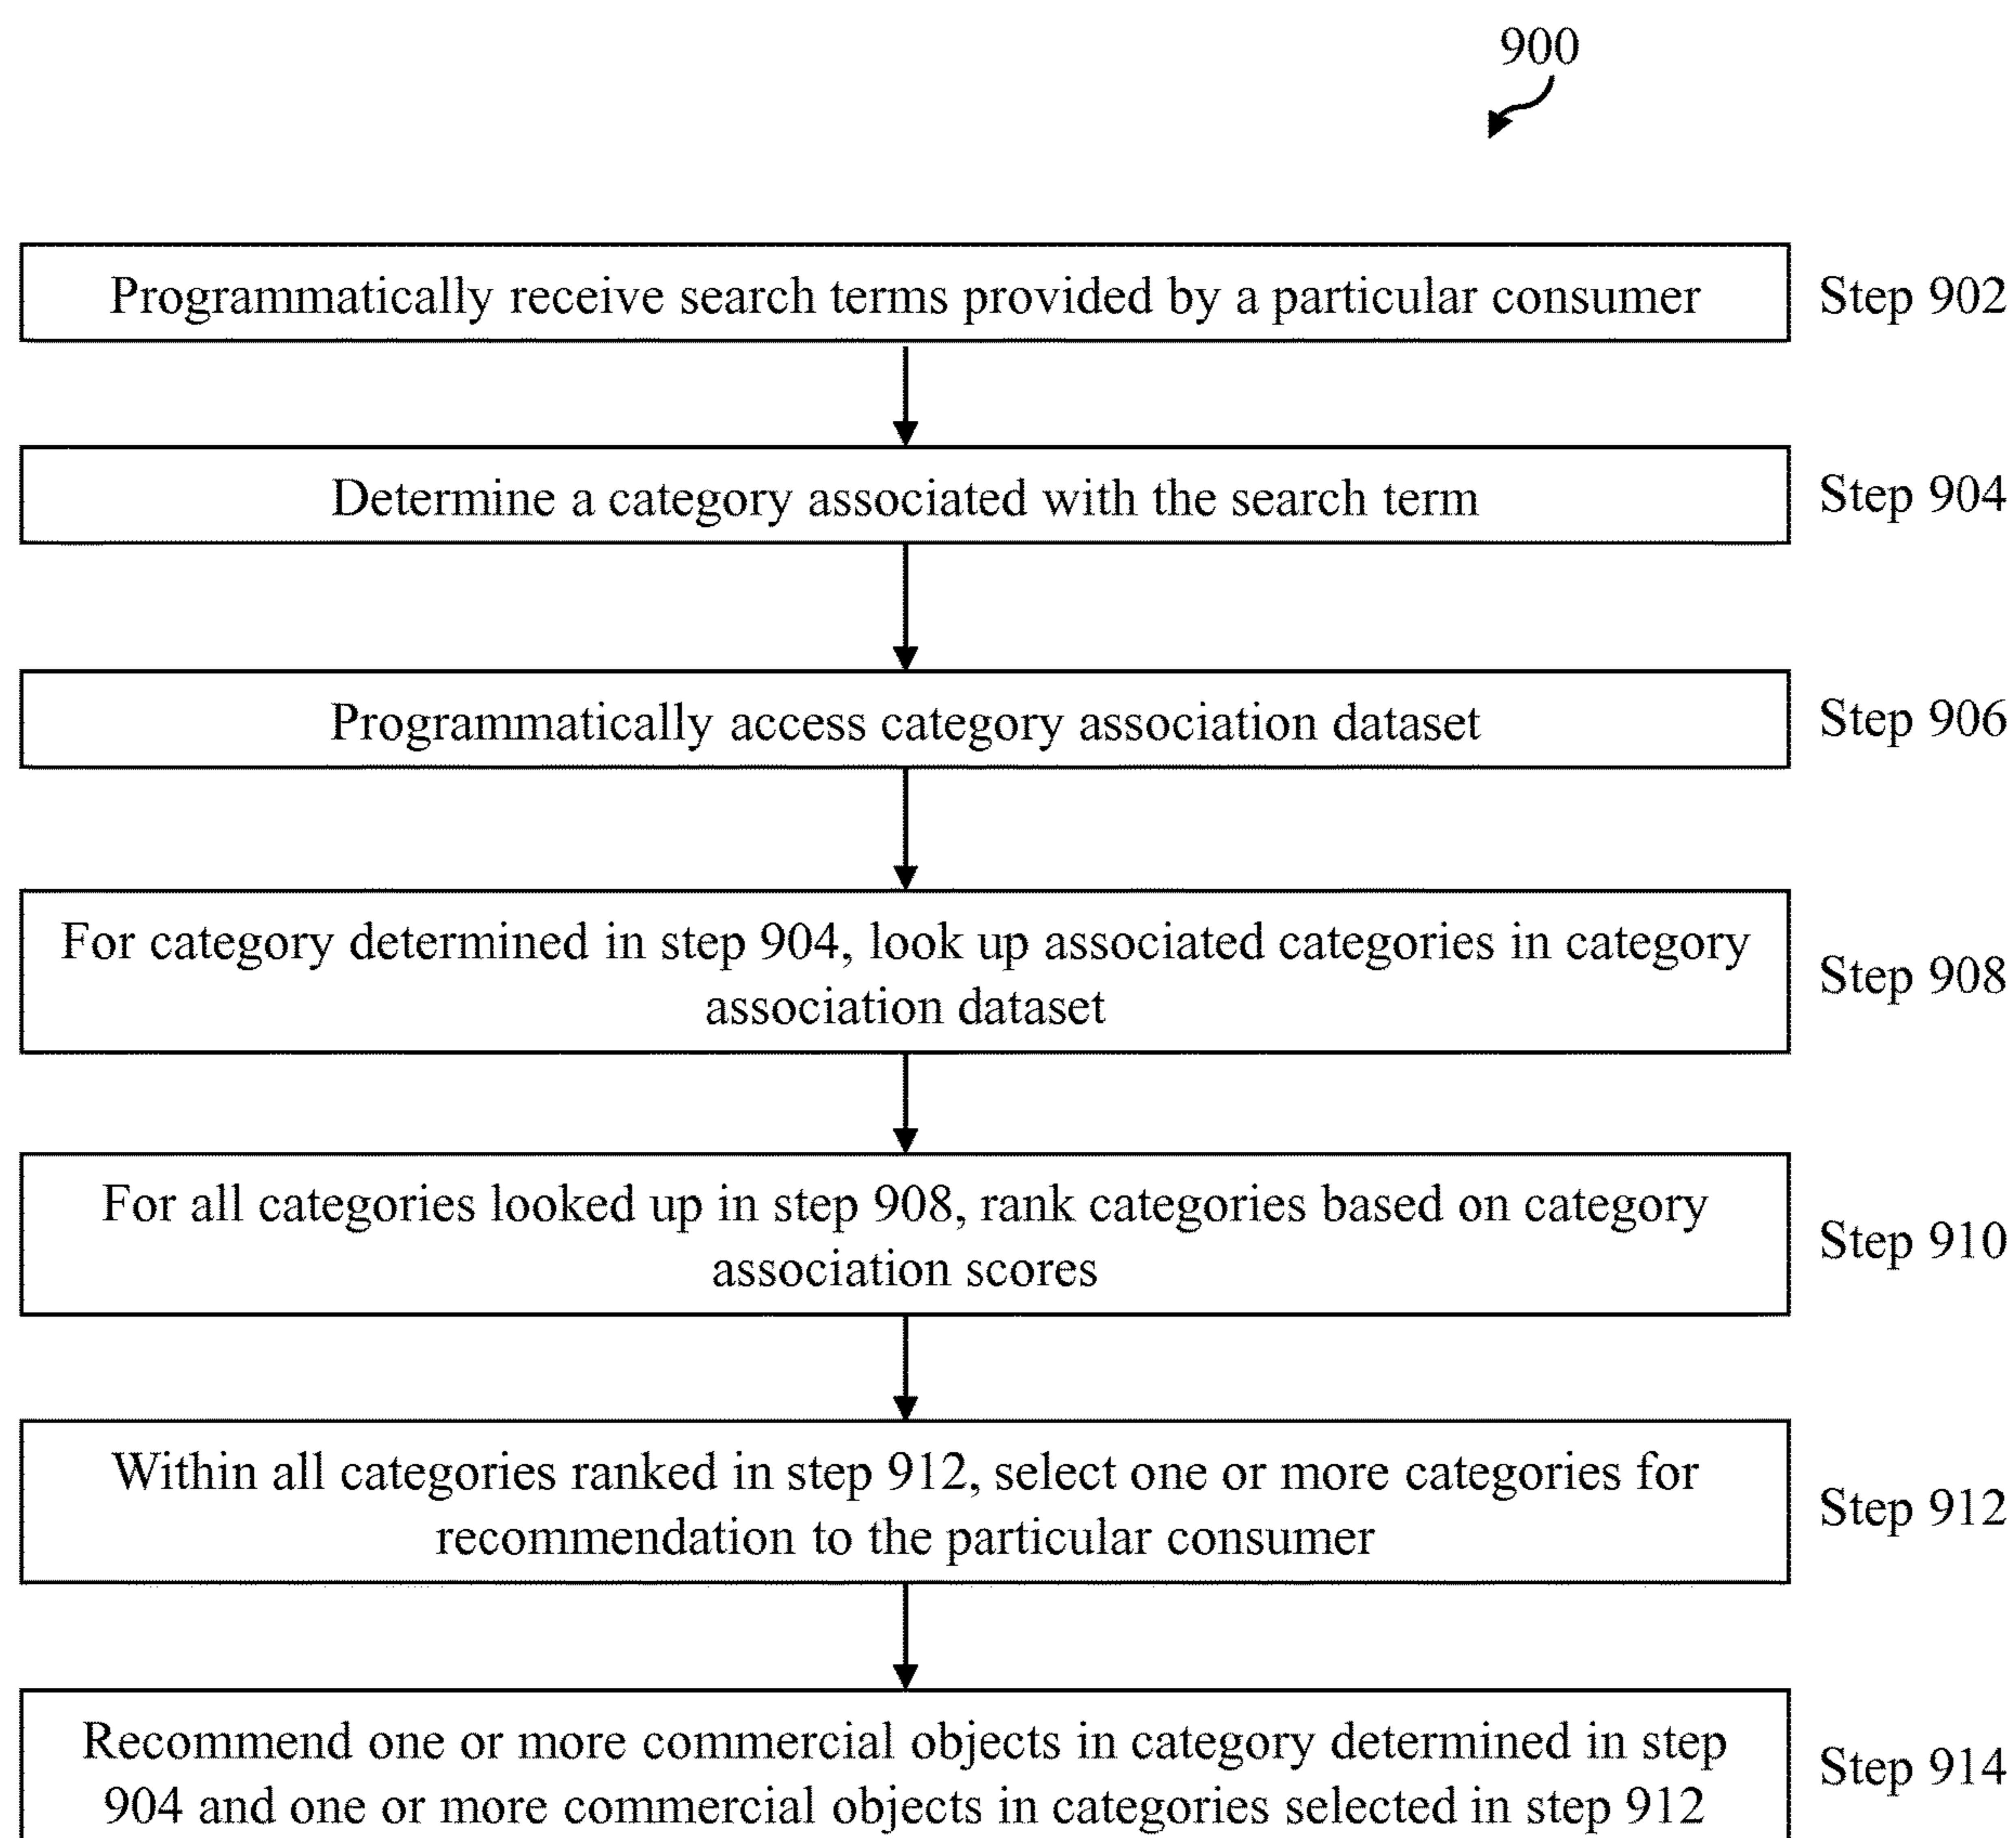 900
Programmatically receive search terms provided by a particular consumer
Step 902
Determine a category associated with the search term
Step 904
Programmatically access category association dataset
Step 906
For category determined in step 904, look up associated categories in category
association dataset
Step 908
For all categories looked up in step 908, rank categories based on category
association scores
Step 910
Within all categories ranked in step 912, select one or more categories for
recommendation to the particular consumer
Step 912
Recommend one or more commercial objects in category determined in step
904 and one or more commercial objects in categories selected in step 912
Step 914